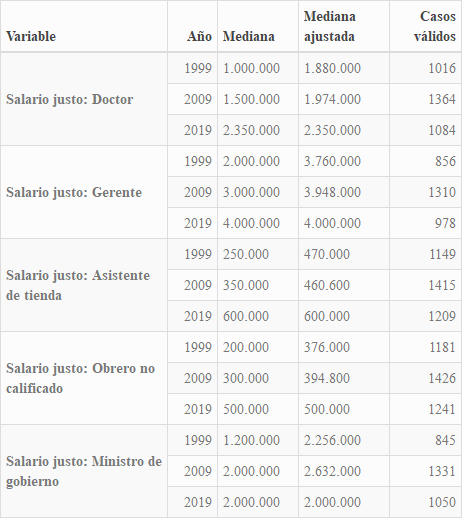 Variable Año Mediana Mediana ajustada Casos válidos
Salario justo: Doctor 1999 1.000.000 1.880.000 1016
2009 1.500.000 1.974.000 1364
2019 2.350.000 2.350.000 1084
Salario justo: Gerente 1999 2.000.000 3.760.000 856
2009 3.000.000 3.948.000 1310
2019 4.000.000 4.000.000 978
Salario justo: Asistente de tienda 1999 250.000 470.000 1149
2009 350.000 460.600 1415
2019 600.000 600.000 1209
Salario justo: Obrero no calificado 1999 200.000 376.000 1181
2009 300.000 394.800 1426
2019 500.000 500.000 1241
Salario justo: Ministro de gobierno 1999 1.200.000 2.256.000 845
2009 2.000.000 2.632.000 1331
2019 2.000.000 2.000.000 1050